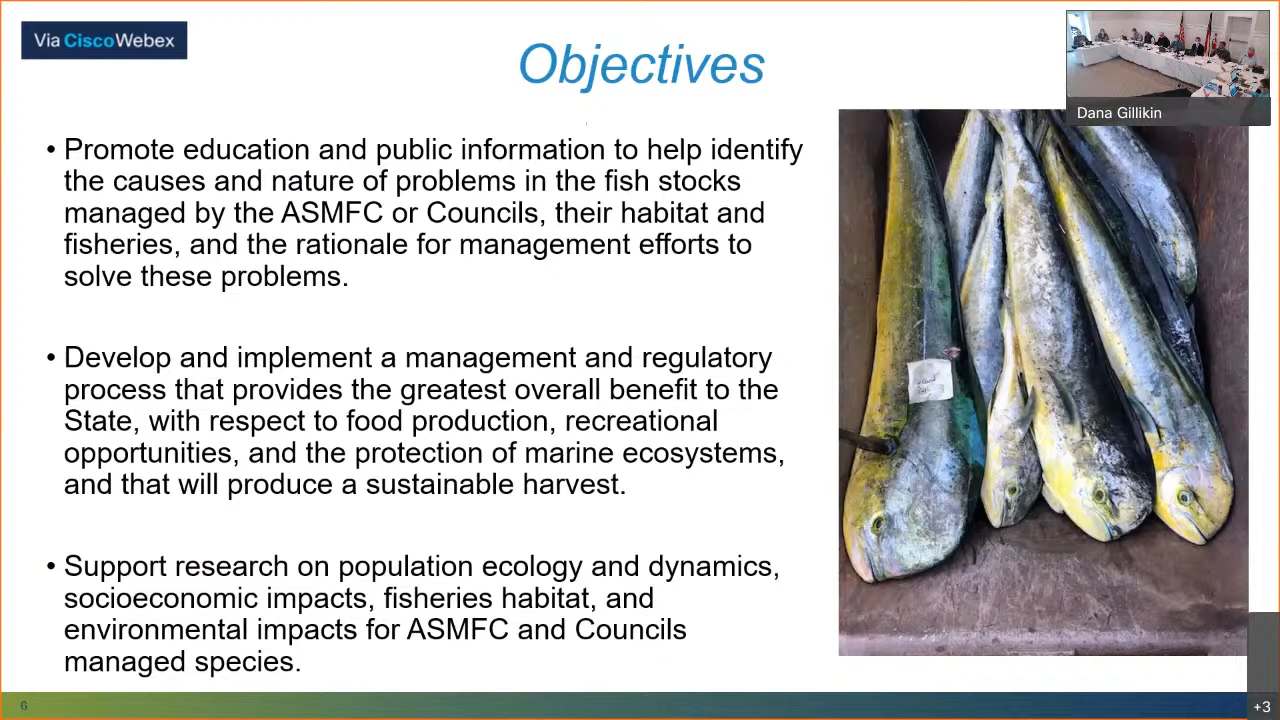 Via Cisco Webex
Objectives
Dana Gillikin
• Promote education and public information to help identify
the causes and nature of problems in the fish stocks
managed by the ASMFC or Councils, their habitat and
fisheries, and the rationale for management efforts to
solve these problems.
• Develop and implement a management and regulatory
process that provides the greatest overall benefit to the
State, with respect to food production, recreational
opportunities, and the protection of marine ecosystems,
and that will produce a sustainable harvest.
• Support research on population ecology and dynamics,
socioeconomic impacts, fisheries habitat, and
environmental impacts for ASMFC and Councils
managed species.
6
+3